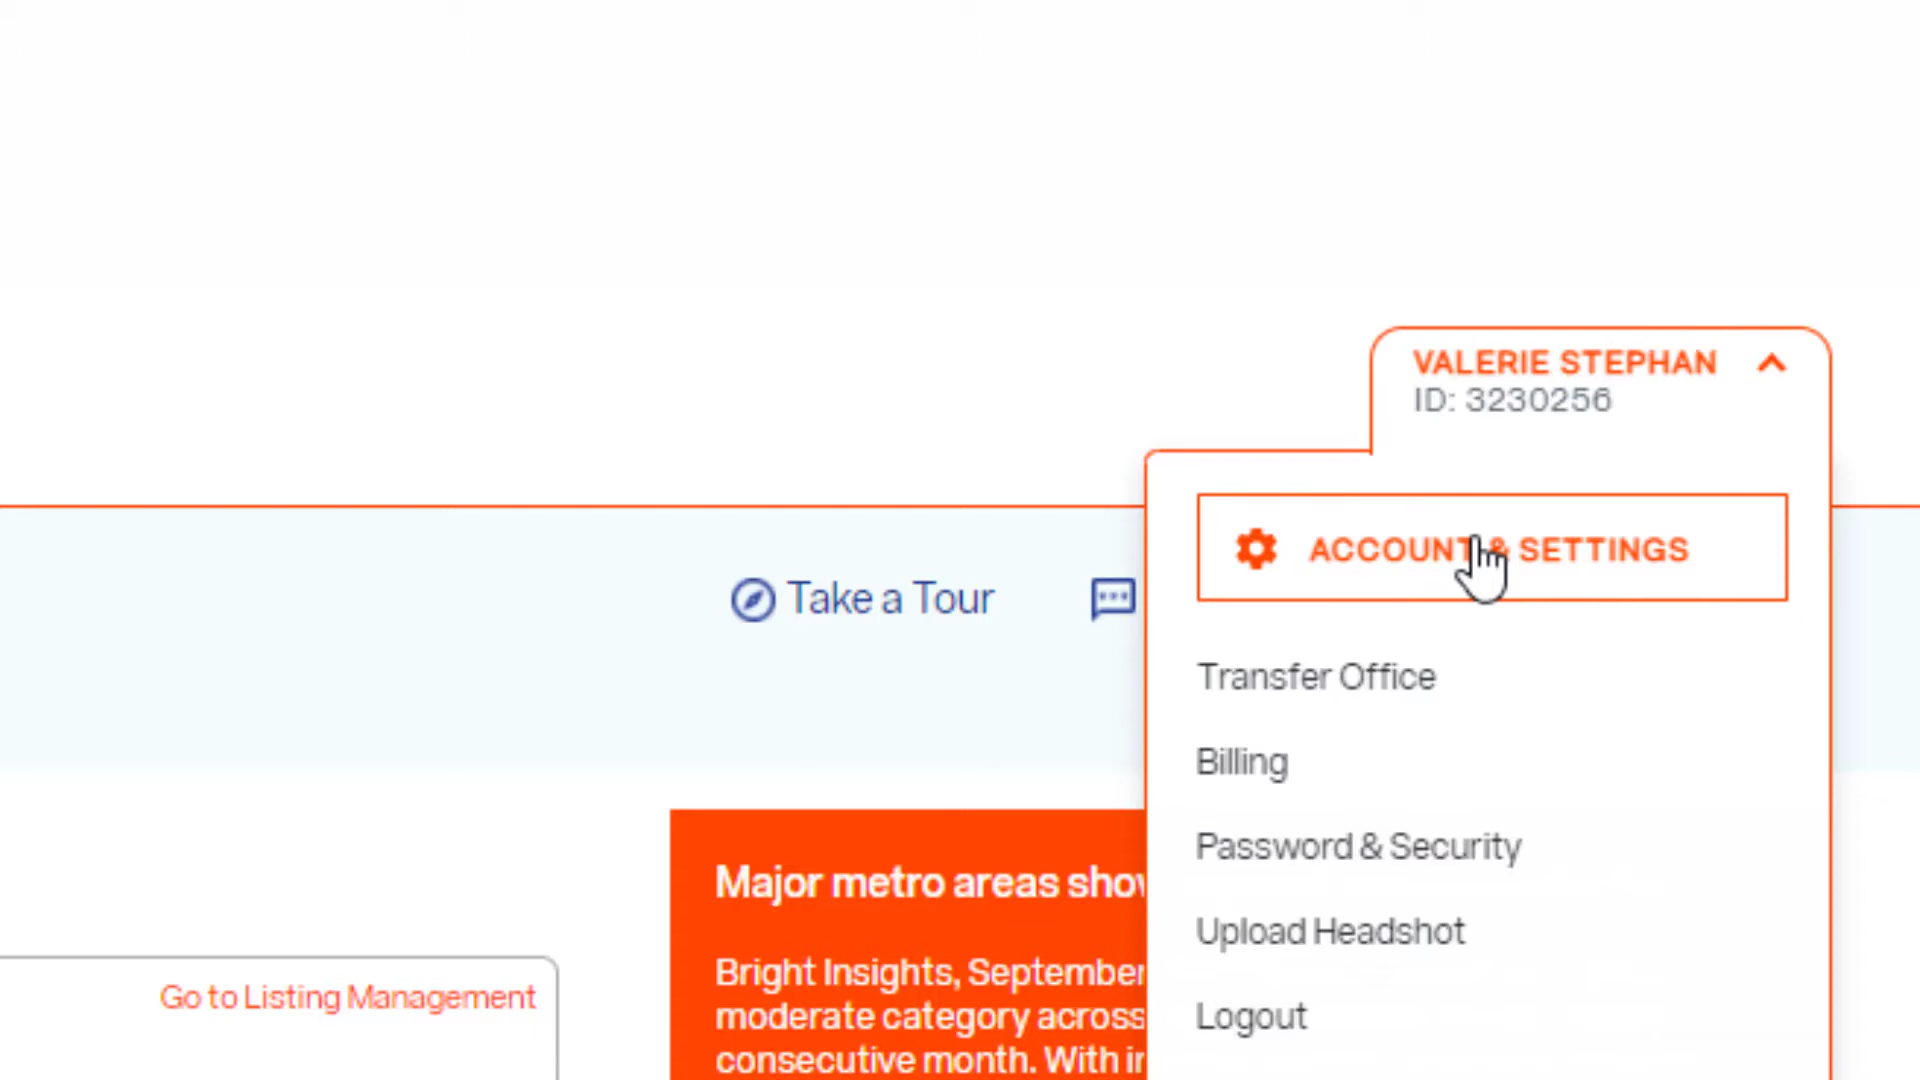 VALERIE STEPHAN
ID: 3230256
ACCOUNT & SETTINGS
Take a Tour
Transfer Office
Billing
Password & Security
Upload Headshot
Logout
Major metro areas
Bright Insights, September
moderate category across
consecutive month. With
Go to Listing Management